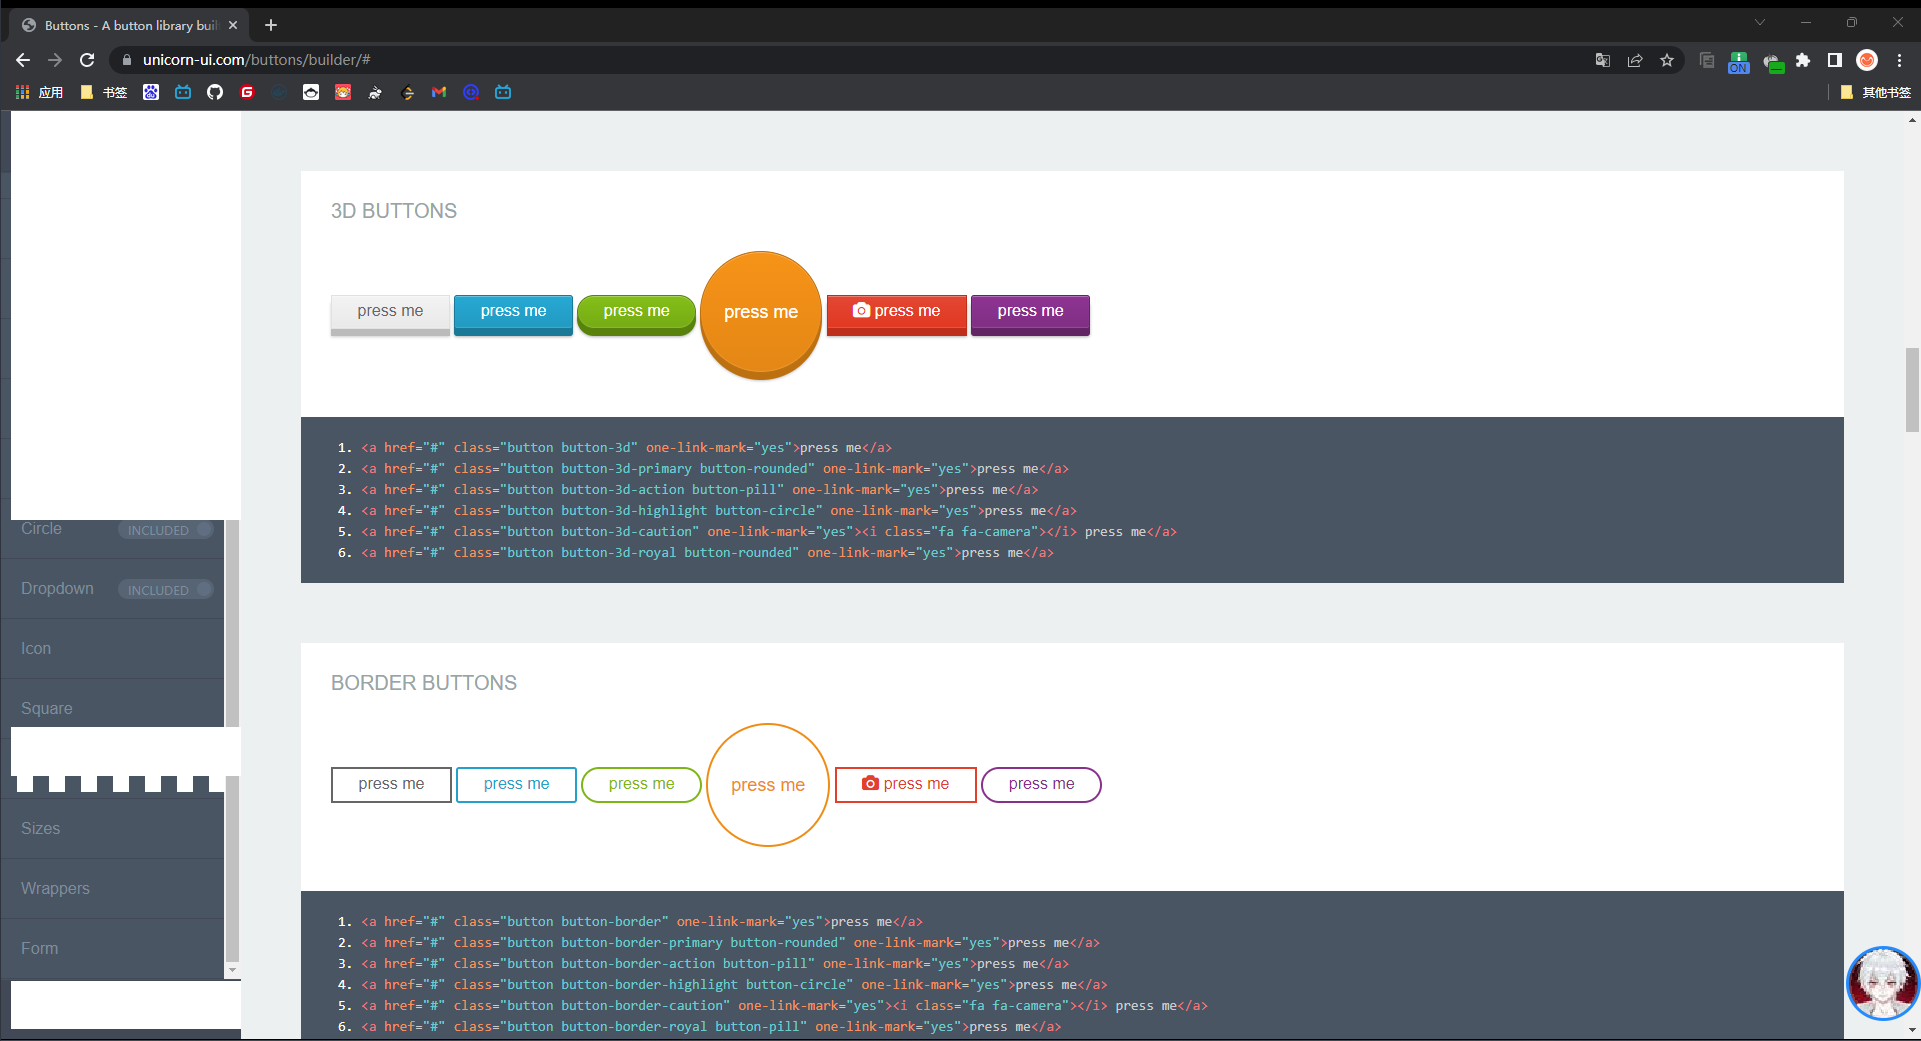 Buttons - A button library buil
unicorn-ui.com/buttons/builder/#
ON
应用
书签
其他书签
3D BUTTONS
press me press me press me press me press me press me
1. <a href="#" class="button button-3d" one-link-mark="yes">press me</a>
2. <a href="#" class="button button-3d-primary button-rounded" one-link-mark="yes">press me</a>
3. <a href="#" class="button button-3d-action button-pill" one-link-mark="yes">press me</a>
4. <a href="#" class="button button-3d-highlight button-circle" one-link-mark="yes">press me</a>
5. <a href="#" class="button button-3d-caution" one-link-mark="yes"><i class="fa fa-camera"></i> press me</a>
6. <a href="#" class="button button-3d-royal button-rounded" one-link-mark="yes">press me</a>
Circle INCLUDED
Dropdown INCLUDED
Icon
Square
Sizes
Wrappers
Form
BORDER BUTTONS
press me press me press me press me press me press me
1. <a href="#" class="button button-border" one-link-mark="yes">press me</a>
2. <a href="#" class="button button-border-primary button-rounded" one-link-mark="yes">press me</a>
3. <a href="#" class="button button-border-action button-pill" one-link-mark="yes">press me</a>
4. <a href="#" class="button button-border-highlight button-circle" one-link-mark="yes">press me</a>
5. <a href="#" class="button button-border-caution" one-link-mark="yes"><i class="fa fa-camera"></i> press me</a>
6. <a href="#" class="button button-border-royal button-pill" one-link-mark="yes">press me</a>